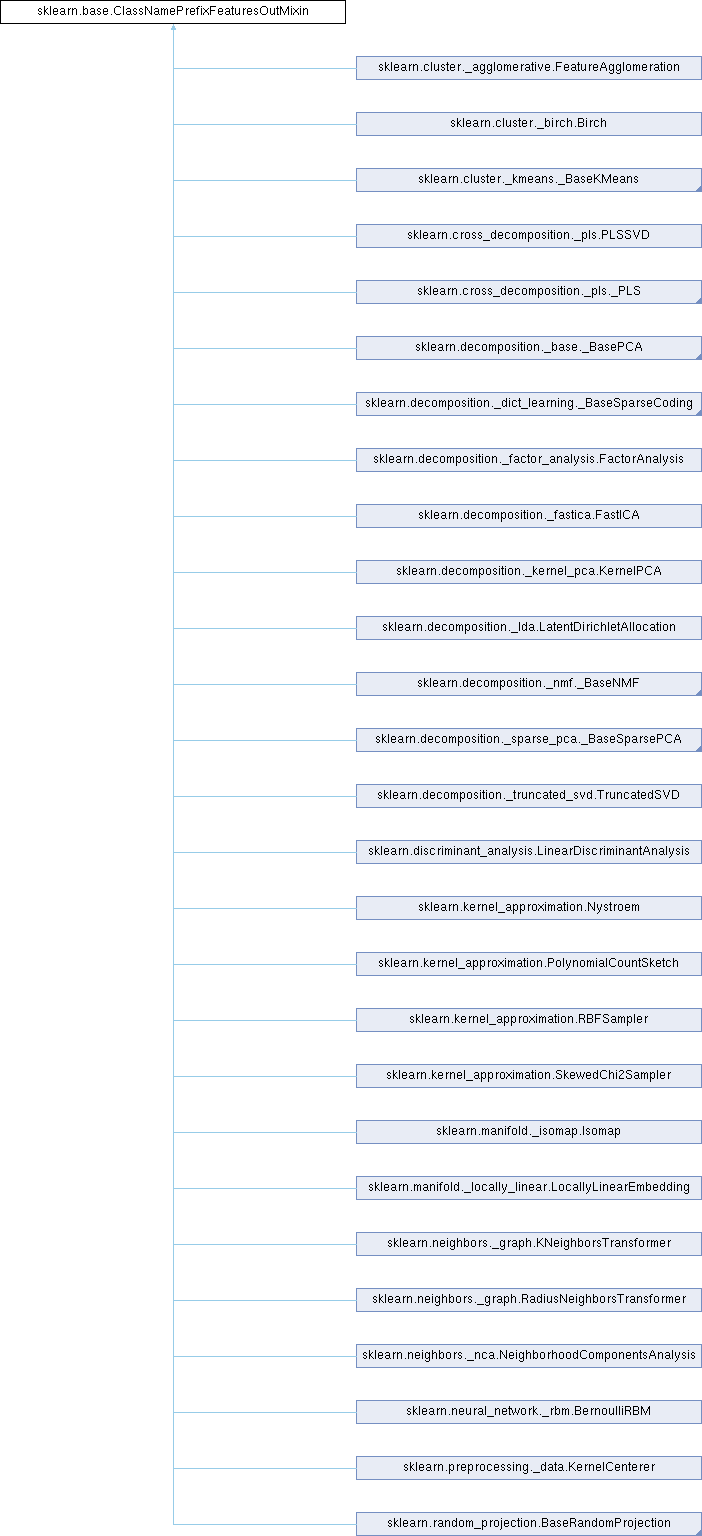 sklearn.base.ClassNamePrefixFeaturesOutMixin
sklearn.cluster._agglomerative.FeatureAgglomeration
sklearn.cluster._birch.Birch
sklearn.cluster._kmeans._BaseKMeans
sklearn.cross_decomposition._pls.PLSSVD
sklearn.cross_decomposition._pls._PLS
sklearn.decomposition._base._BasePCA
sklearn.decomposition._dict_learning._BaseSparseCoding
sklearn.decomposition._factor_analysis.FactorAnalysis
sklearn.decomposition._fastica.FastICA
sklearn.decomposition._kernel_pca.KernelPCA
sklearn.decomposition._lda.LatentDirichletAllocation
sklearn.decomposition._nmf._BaseNMF
sklearn.decomposition._sparse_pca._BaseSparsePCA
sklearn.decomposition._truncated_svd.TruncatedSVD
sklearn.discriminant_analysis.LinearDiscriminantAnalysis
sklearn.kernel_approximation.Nystroem
sklearn.kernel_approximation.PolynomialCountSketch
sklearn.kernel_approximation.RBFSampler
sklearn.kernel_approximation.SkewedChi2Sampler
sklearn.manifold._isomap.Isomap
sklearn.manifold._locally_linear.LocallyLinearEmbedding
sklearn.neighbors._graph.KNeighborsTransformer
sklearn.neighbors._graph.RadiusNeighborsTransformer
sklearn.neighbors._nca.NeighborhoodComponentsAnalysis
sklearn.neural_network._rbm.BernoulliRBM
sklearn.preprocessing._data.KernelCenterer
sklearn.random_projection.BaseRandomProjection